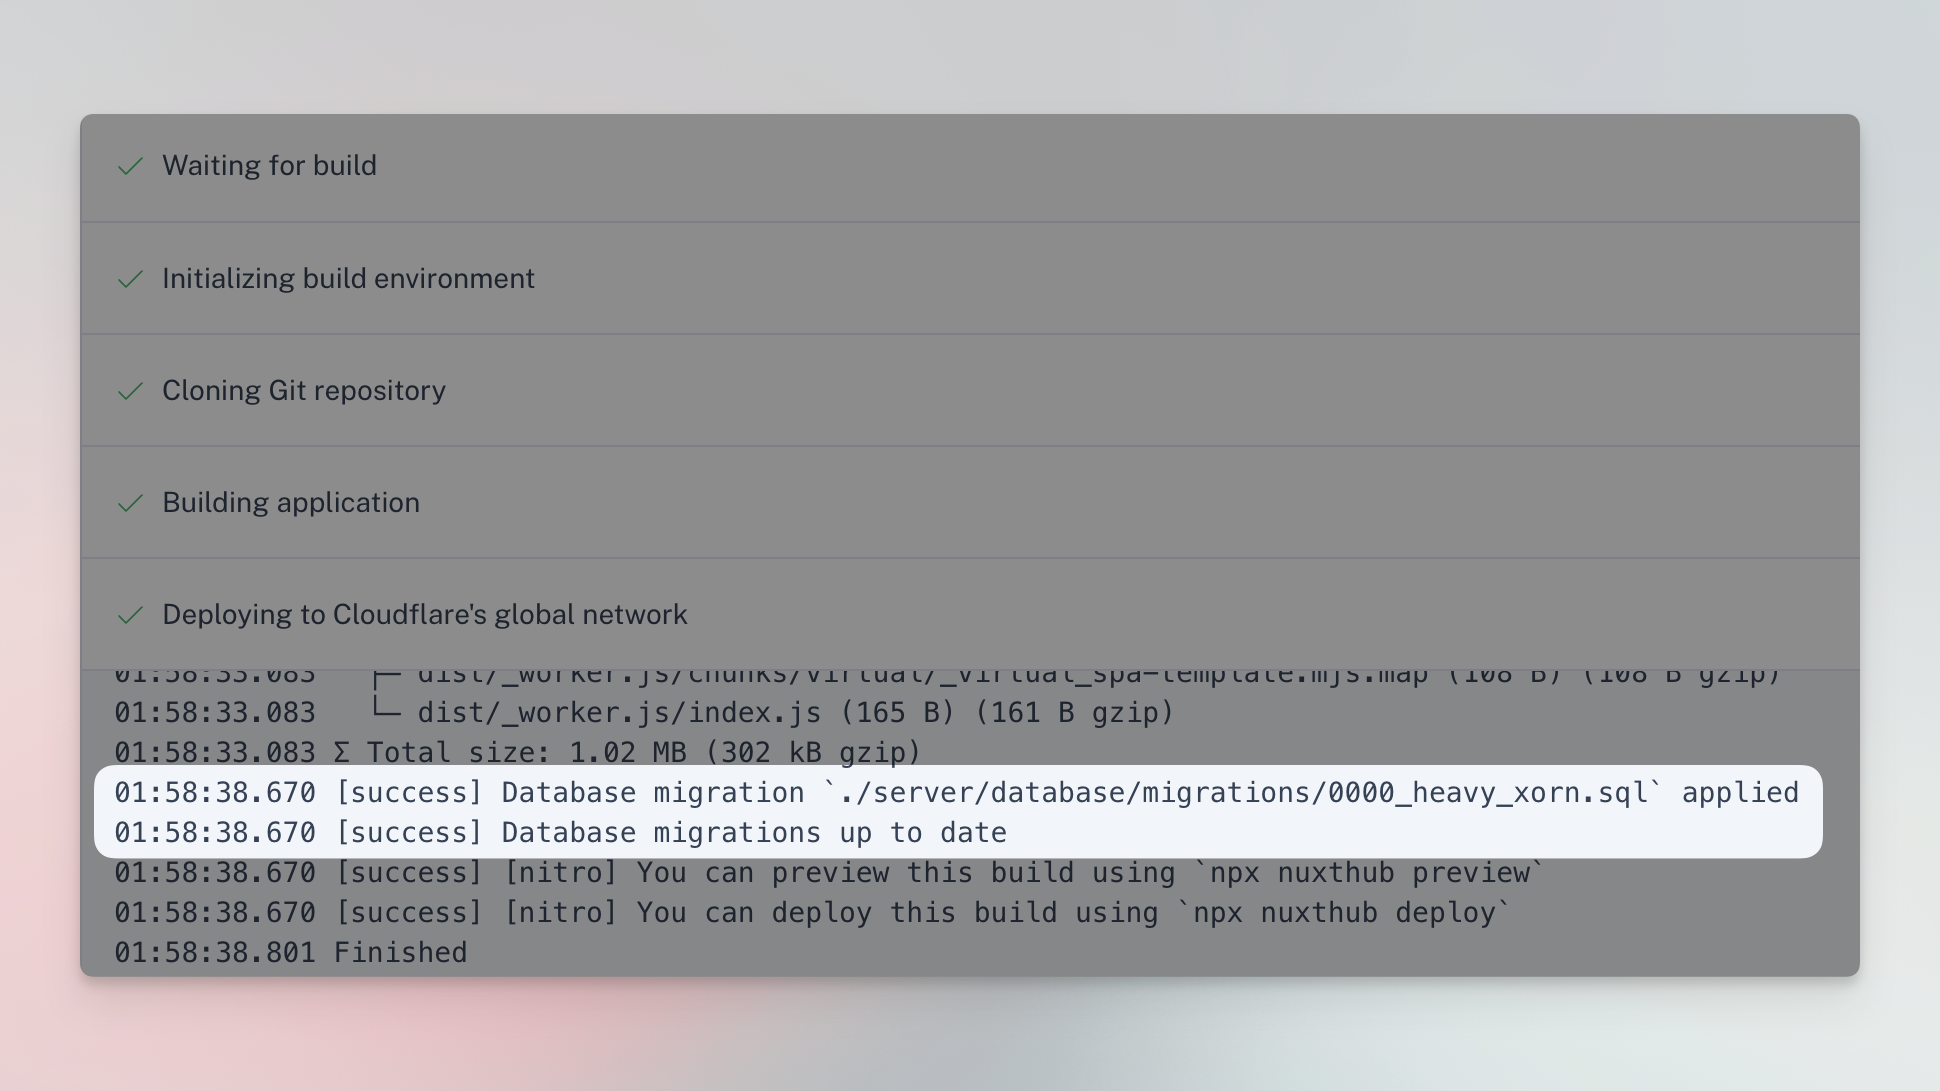 Waiting for build
Initializing build environment
Cloning Git repository
Building application
Deploying to Cloudflare's global network
01:58:33.083   ├─ dist/_worker.js/chunks/virtual/_virtual_spa-template.mjs.map (108 B) (108 B gzip)
01:58:33.083   └─ dist/_worker.js/index.js (165 B) (161 B gzip)
01:58:33.083 Σ Total size: 1.02 MB (302 kB gzip)
01:58:38.670 [success] Database migration `./server/database/migrations/0000_heavy_xorn.sql` applied
01:58:38.670 [success] Database migrations up to date
01:58:38.670 [success] [nitro] You can preview this build using `npx nuxthub preview`
01:58:38.670 [success] [nitro] You can deploy this build using `npx nuxthub deploy`
01:58:38.801 Finished